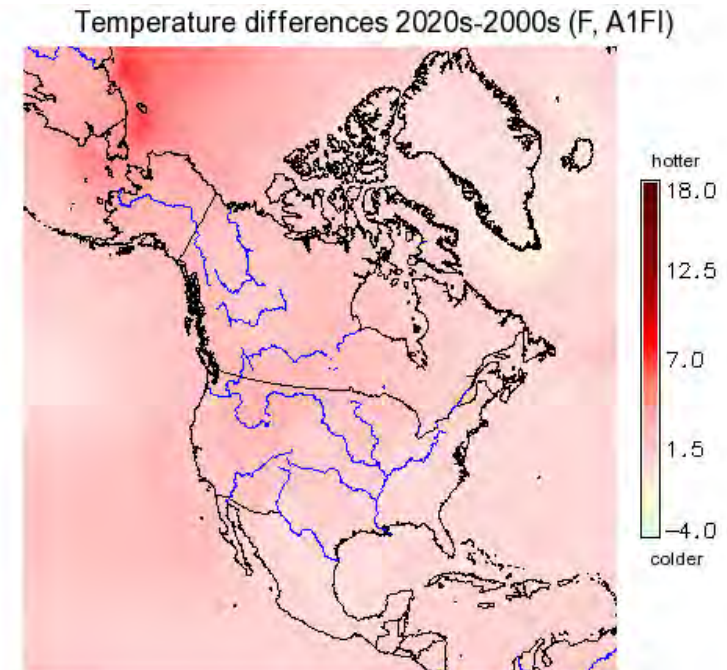 Temperature differences 2020s-2000s (F, A1FI)
hotter
18.0
12.5
7.0
1.5
-4.0
colder